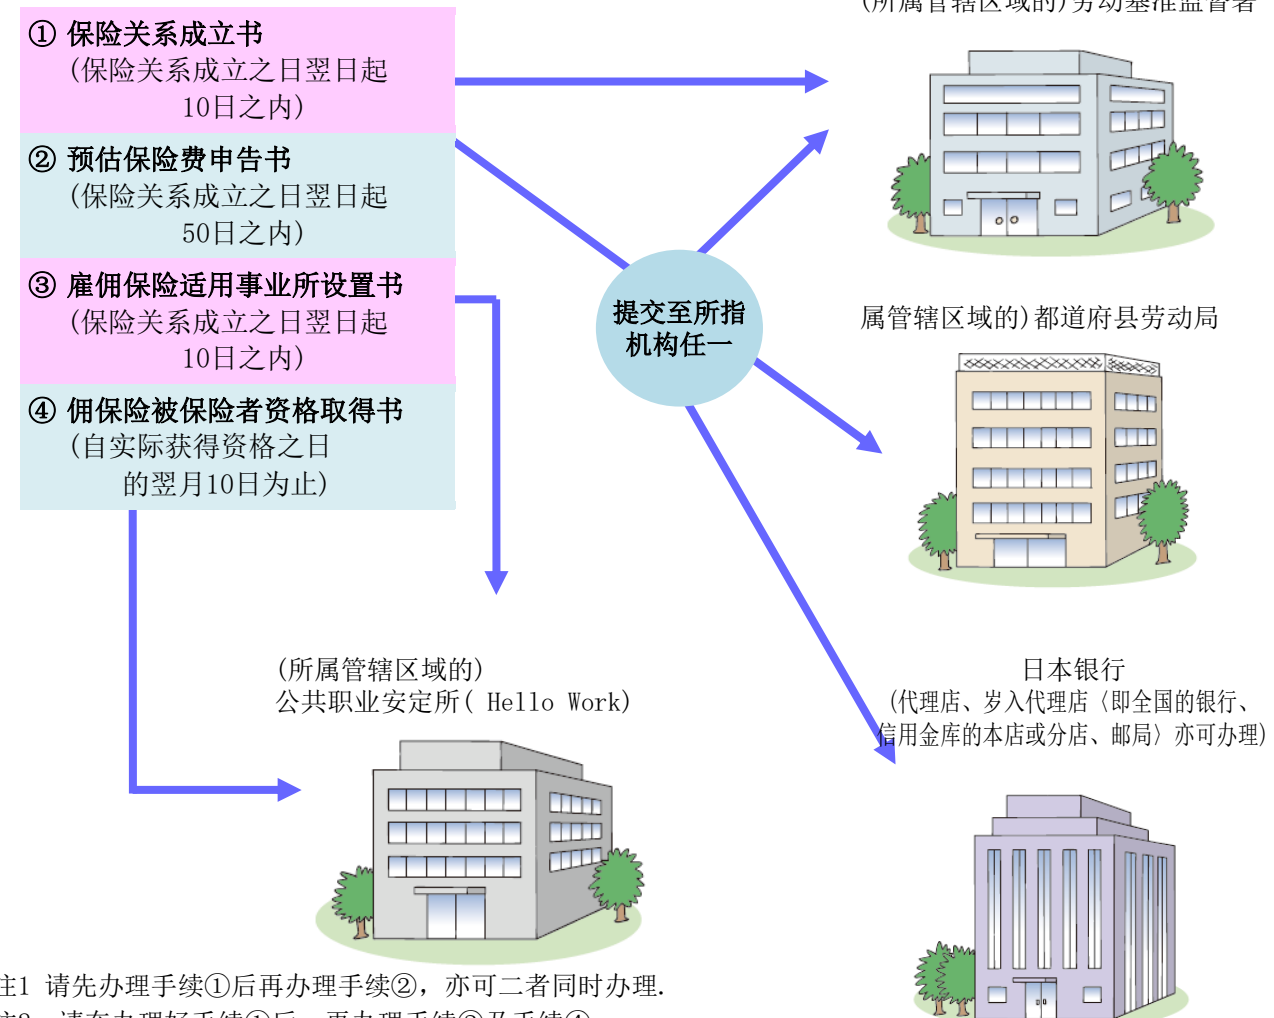 (所属管辖区域的)劳动基准监督署
① 保险关系成立书
(保险关系成立之日翌日起
10日之内)
② 预估保险费申告书
(保险关系成立之日翌日起
50日之内)
③ 雇佣保险适用事业所设置书
(保险关系成立之日翌日起
10日之内)
④ 佣保险被保险者资格取得书
(自实际获得资格之日
的翌月10日为止)
提交至所指
机构任一
属管辖区域的)都道府县劳动局
(所属管辖区域的)
公共职业安定所( Hello Work)
日本银行
(代理店、岁入代理店〈即全国的银行、
信用金库的本店或分店、邮局〉亦可办理)
注1 请先办理手续①后再办理手续②，亦可二者同时办理.